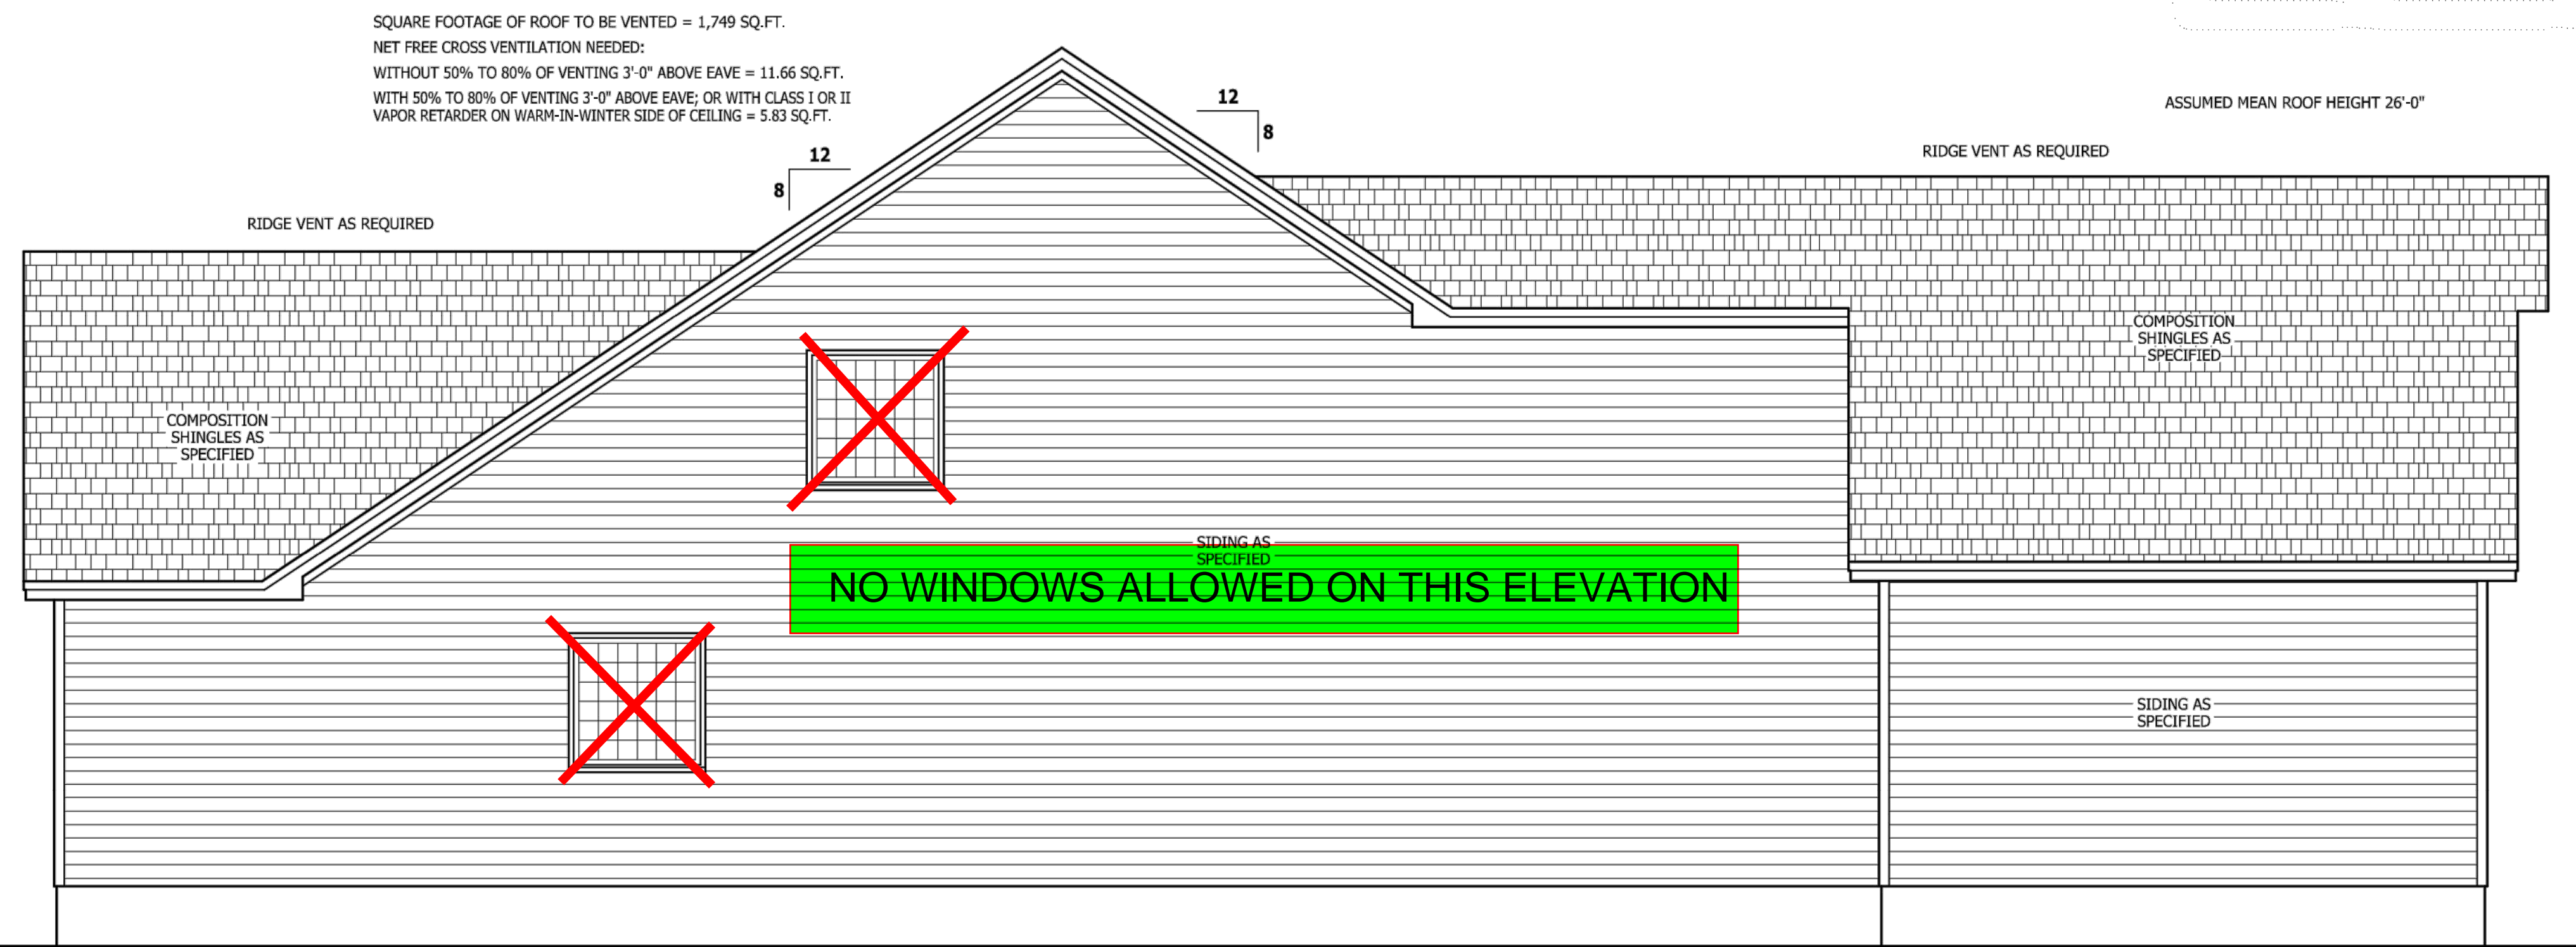 SQUARE FOOTAGE OF ROOF TO BE VENTED = 1,749 SQ.FT.
NET FREE CROSS VENTILATION NEEDED:
WITHOUT 50% TO 80% OF VENTING 3'-0" ABOVE EAVE = 11.66 SQ.FT.
WITH 50% TO 80% OF VENTING 3'-0" ABOVE EAVE; OR WITH CLASS I OR II
VAPOR RETARDER ON WARM-IN-WINTER SIDE OF CEILING = 5.83 SQ.FT.
12
8
12
8
ASSUMED MEAN ROOF HEIGHT 26'-0"
RIDGE VENT AS REQUIRED
RIDGE VENT AS REQUIRED
COMPOSITION
SHINGLES AS
SPECIFIED
COMPOSITION
SHINGLES AS
SPECIFIED
SIDING AS
SPECIFIED
NO WINDOWS ALLOWED ON THIS ELEVATION
SIDING AS
SPECIFIED